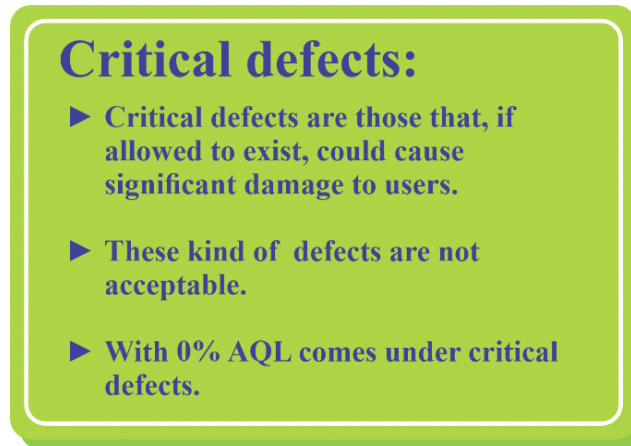 Critical defects:
► Critical defects are those that, if
allowed to exist, could cause
significant damage to users.
► These kind of defects are not
acceptable.
► With 0% AQL comes under critical
defects.